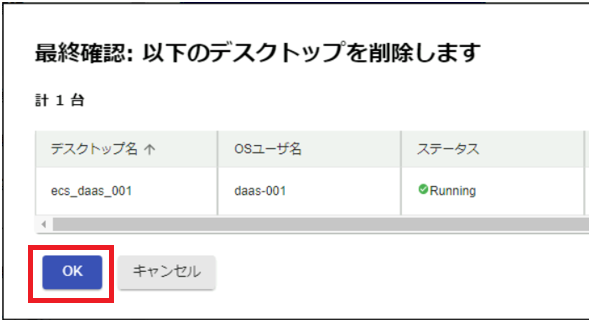 最終確認: 以下のデスクトップを削除します
計 1 台
デスクトップ名 ↑ OSユーザ名 ステータス
ecs_daas_001 daas-001 Running
OK キャンセル